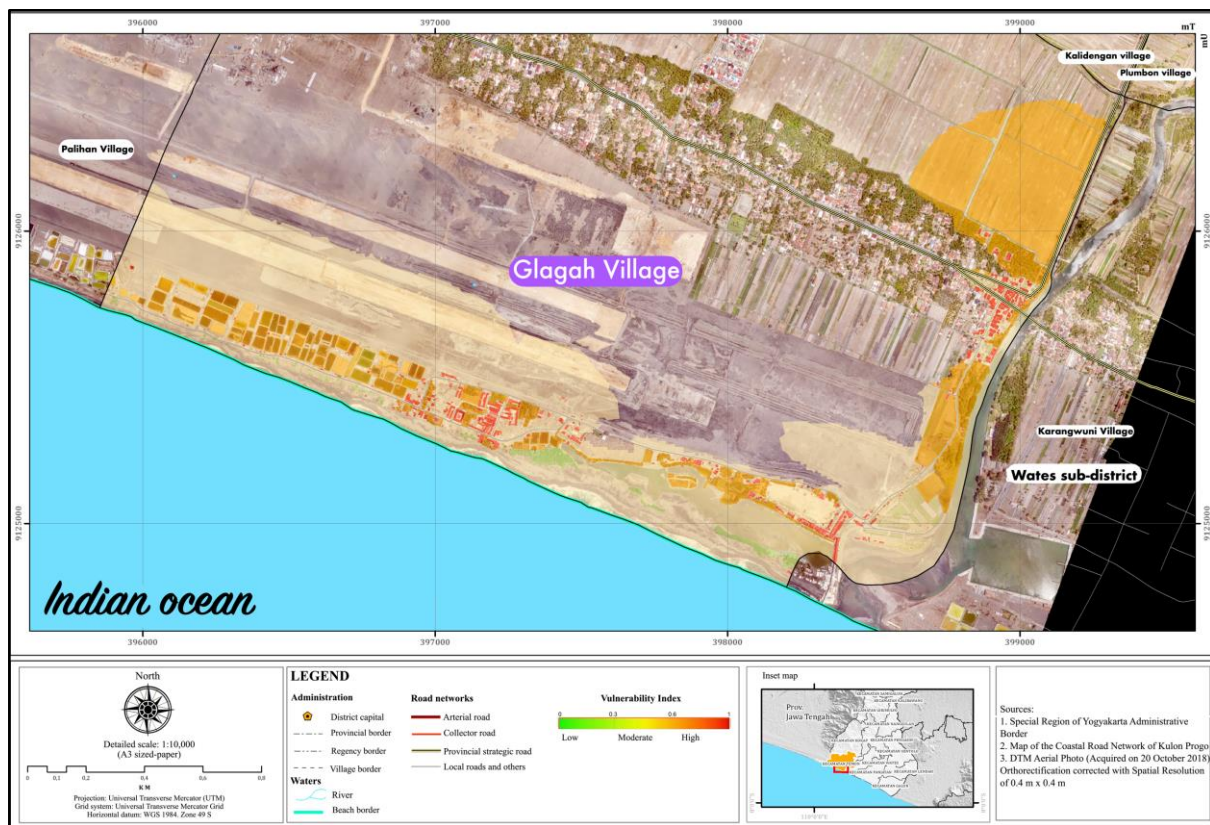 396000 397000 398000 399000 mT
mU
Kalidengan village
Plumbon village
Palihan Village
9126000 9126000
Glagah Village
Karangwuni Village
Wates sub-district
9125000 9125000
Indian ocean
396000 397000 398000 399000
North
Detailed scale: 1:10,000
(A3 sized-paper)
0 0,1 0,2 0,4 0,6 0,8
KM
Projection: Universal Transverse Mercator (UTM)
Grid system: Universal Transverse Mercator Grid
Horizontal datum: WGS 1984. Zone 49 S
LEGEND
Administration
District capital
Provincial border
Regency border
Village border
Waters
River
Beach border
Road networks
Arterial road
Collector road
Provincial strategic road
Local roads and others
Vulnerability Index
0 0.3 0.6 1
Low Moderate High
Inset map
Prov.
Jawa Tengah
Sources:
1. Special Region of Yogyakarta Administrative
Border
2. Map of the Coastal Road Network of Kulon Progo
3. DTM Aerial Photo (Acquired on 20 October 2018)
Orthorectification corrected with Spatial Resolution
of 0.4 m x 0.4 m